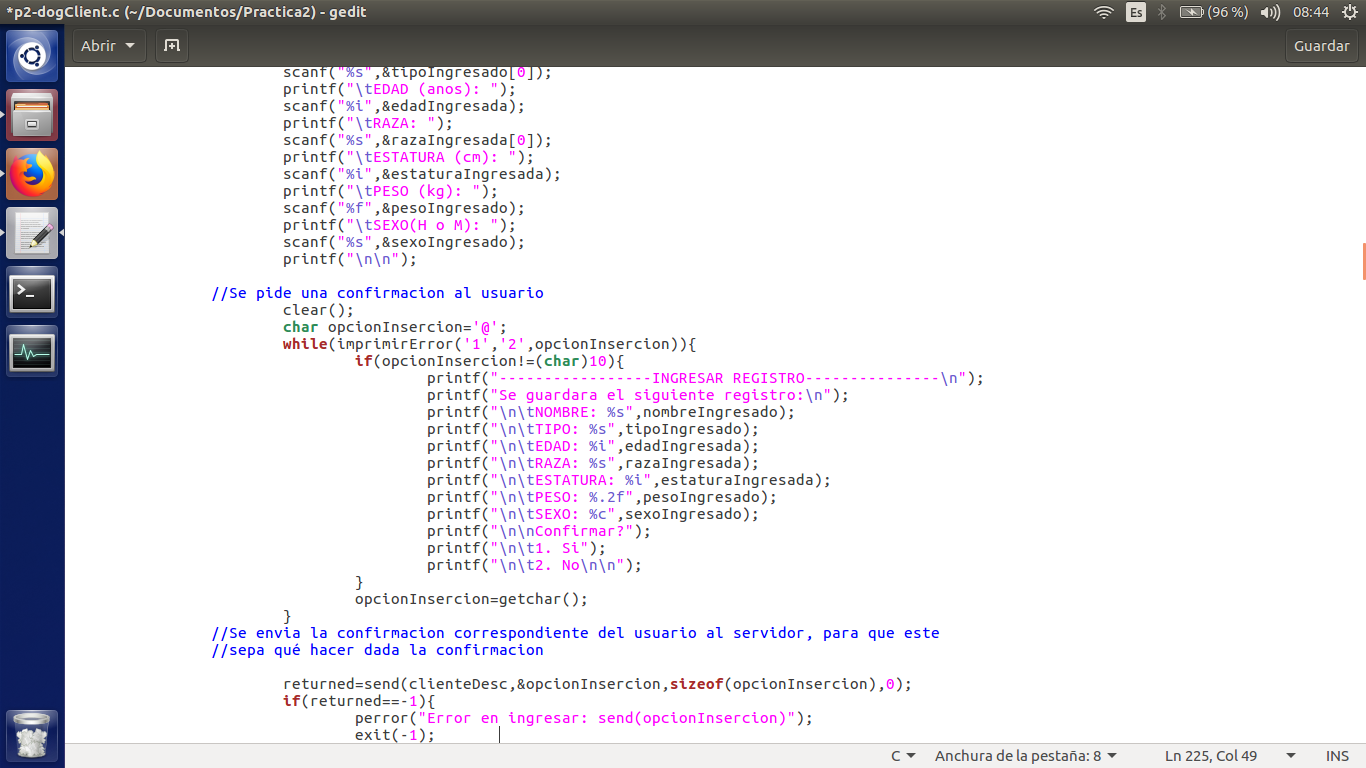 *p2-dogClient.c (~/Documentos/Practica2) - gedit
Es
(96 %)
08:44
Abrir
Guardar
scanf("%s",&tipoIngresado[0]);
printf("\tEDAD (anos): ");
scanf("%i",&edadIngresada);
printf("\tRAZA: ");
scanf("%s",&razaIngresada[0]);
printf("\tESTATURA (cm): ");
scanf("%i",&estaturaIngresada);
printf("\tPESO (kg): ");
scanf("%f",&pesoIngresado);
printf("\tSEXO(H o M): ");
scanf("%s",&sexoIngresado);
printf("\n\n");
//Se pide una confirmacion al usuario
clear();
char opcionInsercion='@';
while(imprimirError('1','2',opcionInsercion)){
if(opcionInsercion!=(char)10){
printf("-----------------INGRESAR REGISTRO---------------\n");
printf("Se guardara el siguiente registro:\n");
printf("\n\tNOMBRE: %s",nombreIngresado);
printf("\n\tTIPO: %s",tipoIngresado);
printf("\n\tEDAD: %i",edadIngresada);
printf("\n\tRAZA: %s",razaIngresada);
printf("\n\tESTATURA: %i",estaturaIngresada);
printf("\n\tPESO: %.2f",pesoIngresado);
printf("\n\tSEXO: %c",sexoIngresado);
printf("\n\nConfirmar?");
printf("\n\t1. Si");
printf("\n\t2. No\n\n");
}
opcionInsercion=getchar();
}
//Se envia la confirmacion correspondiente del usuario al servidor, para que este
//sepa qué hacer dada la confirmacion
returned=send(clienteDesc,&opcionInsercion,sizeof(opcionInsercion),0);
if(returned==-1){
perror("Error en ingresar: send(opcionInsercion)");
exit(-1);
C
Anchura de la pestaña: 8
Ln 225, Col 49
INS